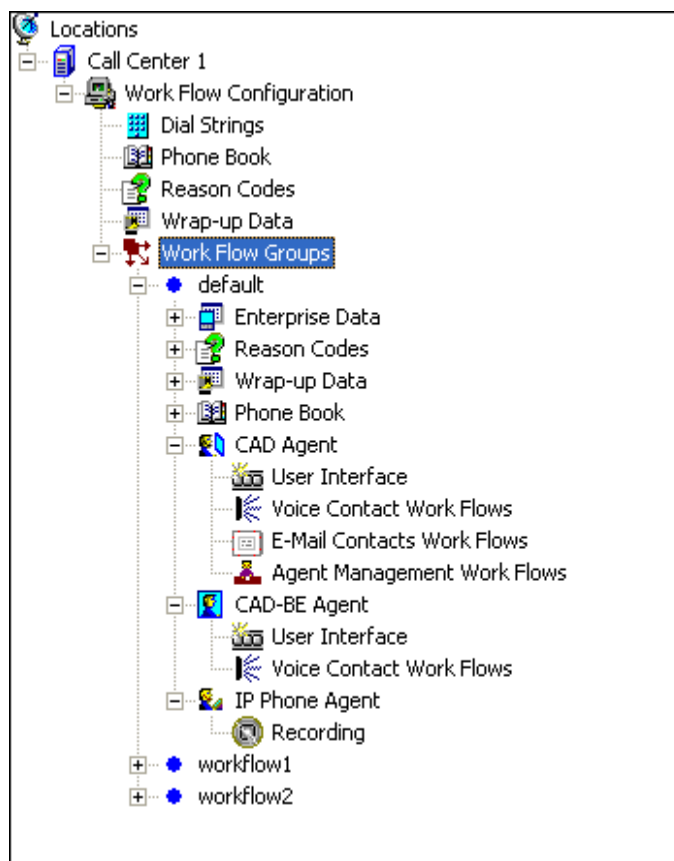 Locations
Call Center 1
Work Flow Configuration
Dial Strings
Phone Book
Reason Codes
Wrap-up Data
Work Flow Groups
default
Enterprise Data
Reason Codes
Wrap-up Data
Phone Book
CAD Agent
User Interface
Voice Contact Work Flows
E-Mail Contacts Work Flows
Agent Management Work Flows
CAD-BE Agent
User Interface
Voice Contact Work Flows
IP Phone Agent
Recording
workflow1
workflow2